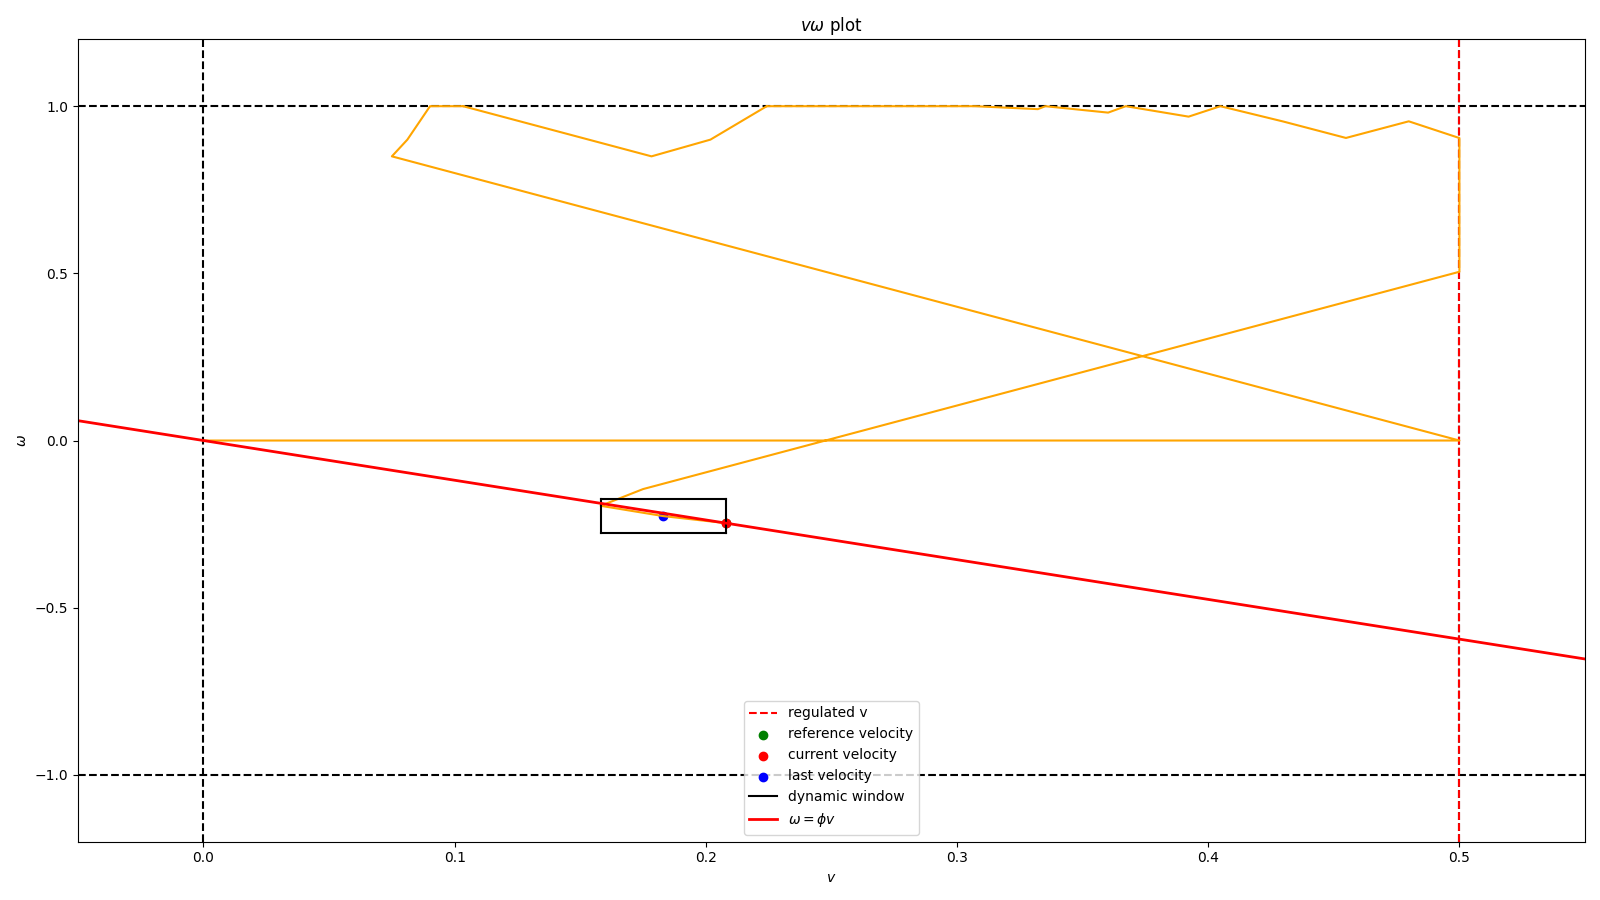 vω plot
1.0
0.5
0.0
−0.5
−1.0
ω
regulated v
reference velocity
current velocity
last velocity
dynamic window
ω = ϕv
0.0 0.1 0.2 0.3 0.4 0.5
v